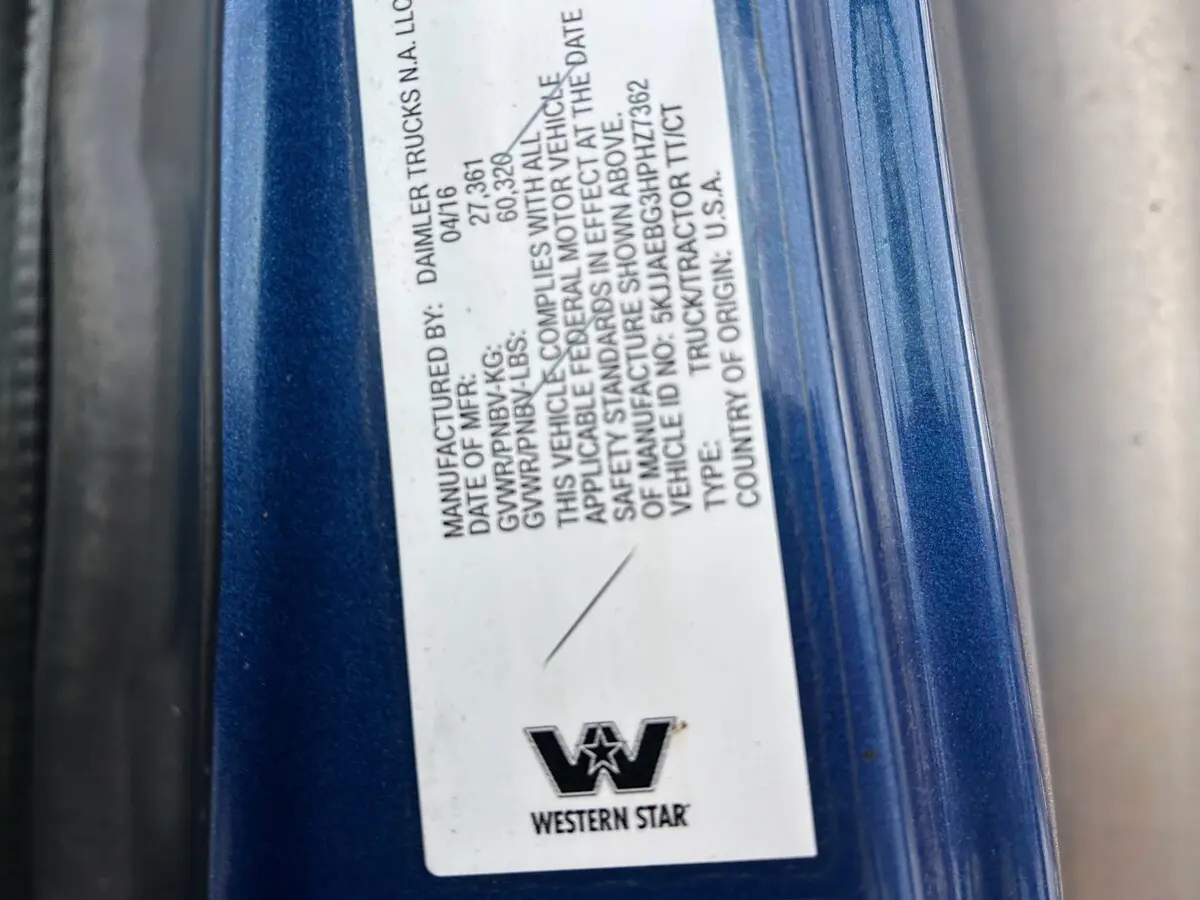 MANUFACTURED BY: DAIMLER TRUCKS N.A. LLC
DATE OF MFR: 04/16
GVWR/PNBV-KG: 27,361
GVWR/PNBV-LBS: 60,320
THIS VEHICLE COMPLIES WITH ALL
APPLICABLE FEDERAL MOTOR VEHICLE
SAFETY STANDARDS IN EFFECT AT THE DATE
OF MANUFACTURE SHOWN ABOVE.
VEHICLE ID NO: 5KJJAEBG3HPHZ7362
TYPE: TRUCK/TRACTOR TT/CT
COUNTRY OF ORIGIN: U.S.A.
WESTERN STAR